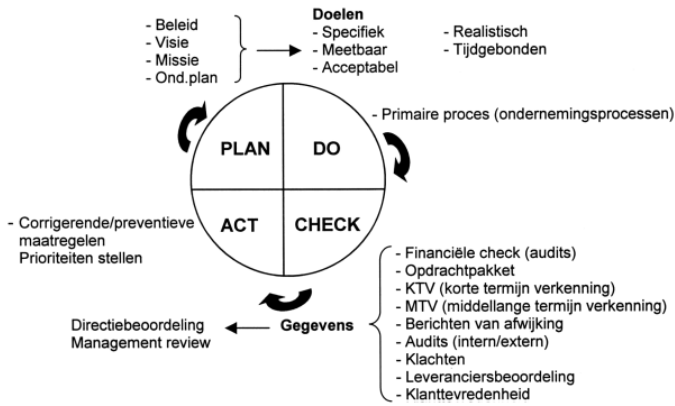 - Beleid
- Visie
- Missie
- Ond.plan
Doelen
- Specifiek
- Meetbaar
- Acceptabel
- Realistisch
- Tijdgebonden
PLAN
DO
- Primaire proces (ondernemingsprocessen)
ACT
CHECK
- Corrigerende/preventieve
maatregelen
Prioriteiten stellen
- Financiële check (audits)
- Opdrachtpakket
- KTV (korte termijn verkenning)
- MTV (middellange termijn verkenning)
- Berichten van afwijking
- Audits (intern/extern)
- Klachten
- Leveranciersbeoordeling
- Klanttevredenheid
Gegevens
Directiebeoordeling
Management review